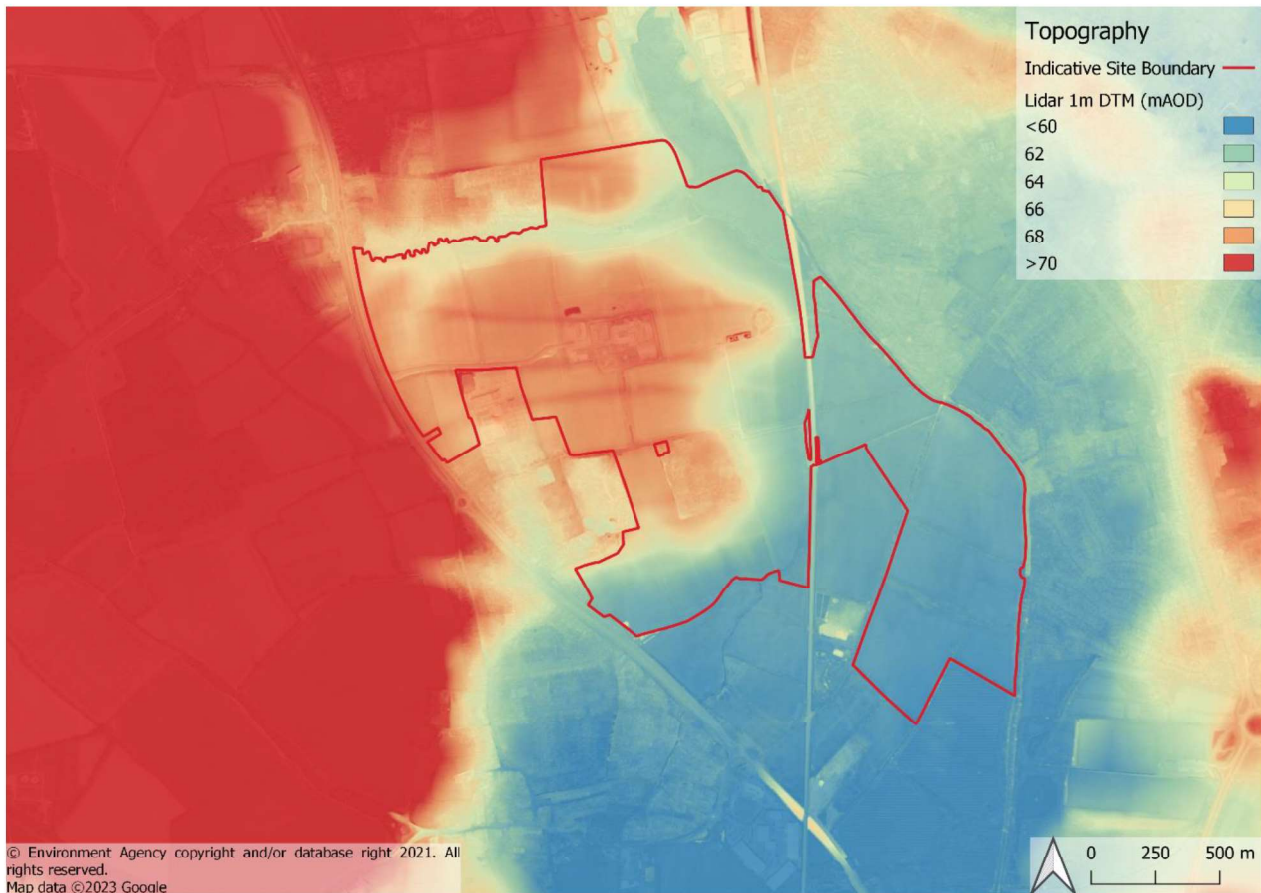 Topography
Indicative Site Boundary
Lidar 1m DTM (mAOD)
<60
62
64
66
68
>70
© Environment Agency copyright and/or database right 2021. All
rights reserved.
Map data ©2023 Google
0 250 500 m